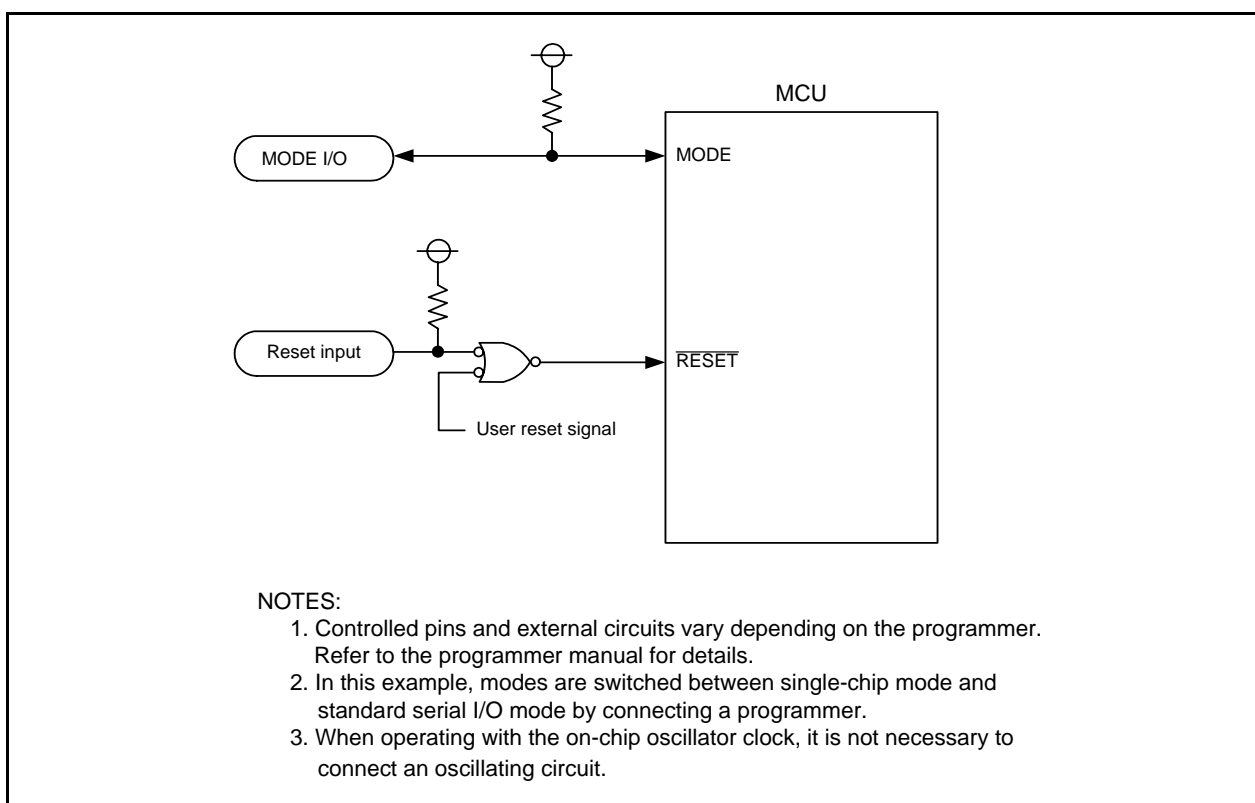 MCU
MODE I/O
MODE
Reset input
RESET
User reset signal
NOTES:
1. Controlled pins and external circuits vary depending on the programmer.
Refer to the programmer manual for details.
2. In this example, modes are switched between single-chip mode and
standard serial I/O mode by connecting a programmer.
3. When operating with the on-chip oscillator clock, it is not necessary to
connect an oscillating circuit.